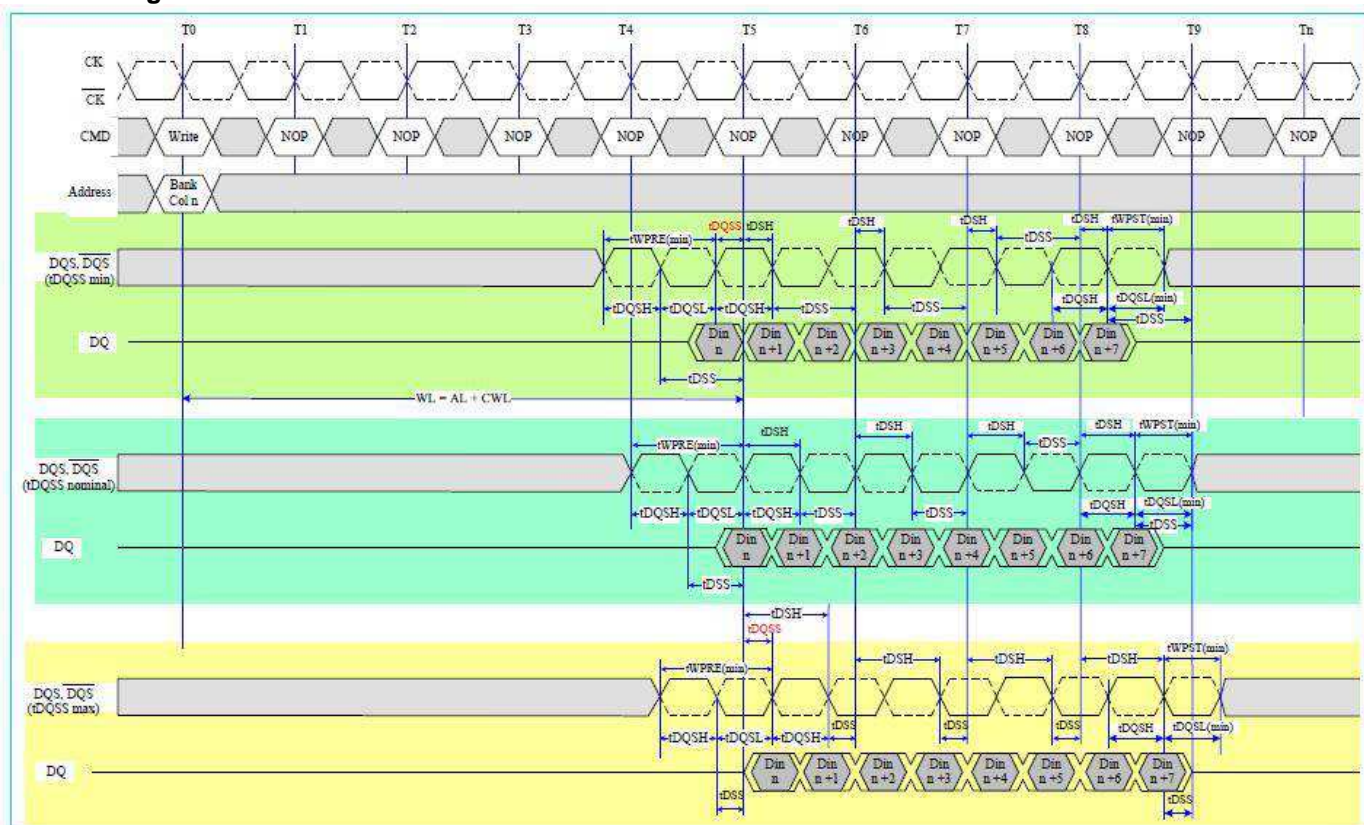 g
T0 T1 T2 T3 T4 T5 T6 T7 T8 T9 Tn
CK
CK
CMD Write NOP NOP NOP NOP NOP NOP NOP NOP NOP NOP
Address Bank
Col n
tDQSS tDSH tDSH tDSH tDSH tWPST(min)
tWPRE(min) tDSS
DQS, DQS
(tDQSS min)
tDQSH tDQSL tDQSH tDSS tDSS tDQSH tDQSL(min)
tDSS
DQ Din Din Din Din Din Din Din Din
n n+1 n+2 n+3 n+4 n+5 n+6 n+7
tDSS
WL = AL + CWL
tWPRE(min) tDSH tDSH tDSH tDSH tWPST(min)
tDSS
DQS, DQS
(tDQSS nominal)
tDQSH tDQSL tDQSH tDSS tDSS tDQSH tDQSL(min)
tDSS
DQ Din Din Din Din Din Din Din Din
n n+1 n+2 n+3 n+4 n+5 n+6 n+7
tDSS
tDSH
tDQSS
tWPRE(min) tDSH tDSH tDSH tWPST(min)
DQS, DQS
(tDQSS max)
tDSS tDSS tDSS
tDQSH tDQSL tDQSH tDQSH tDQSL(min)
DQ Din Din Din Din Din Din Din Din
n n+1 n+2 n+3 n+4 n+5 n+6 n+7
tDSS tDSS